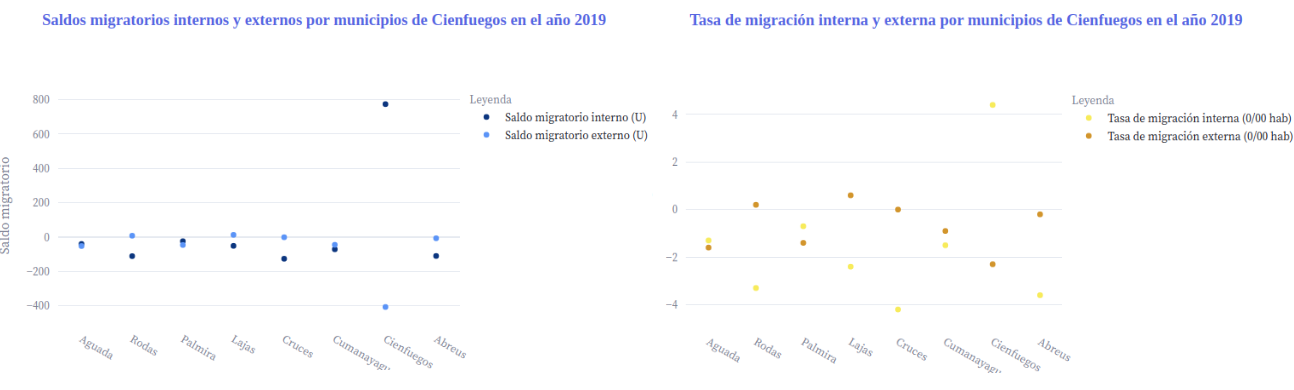 Saldos migratorios internos y externos por municipios de Cienfuegos en el año 2019
Saldo migratorio
800
600
400
200
0
−200
−400
Aguada
Rodas
Palmira
Lajas
Cruces
Cumanayagu
Cienfuegos
Abreus
Leyenda
Saldo migratorio interno (U)
Saldo migratorio externo (U)
Tasa de migración interna y externa por municipios de Cienfuegos en el año 2019
4
2
0
−2
−4
Aguada
Rodas
Palmira
Lajas
Cruces
Cumanayagu
Cienfuegos
Abreus
Leyenda
Tasa de migración interna (0/00 hab)
Tasa de migración externa (0/00 hab)